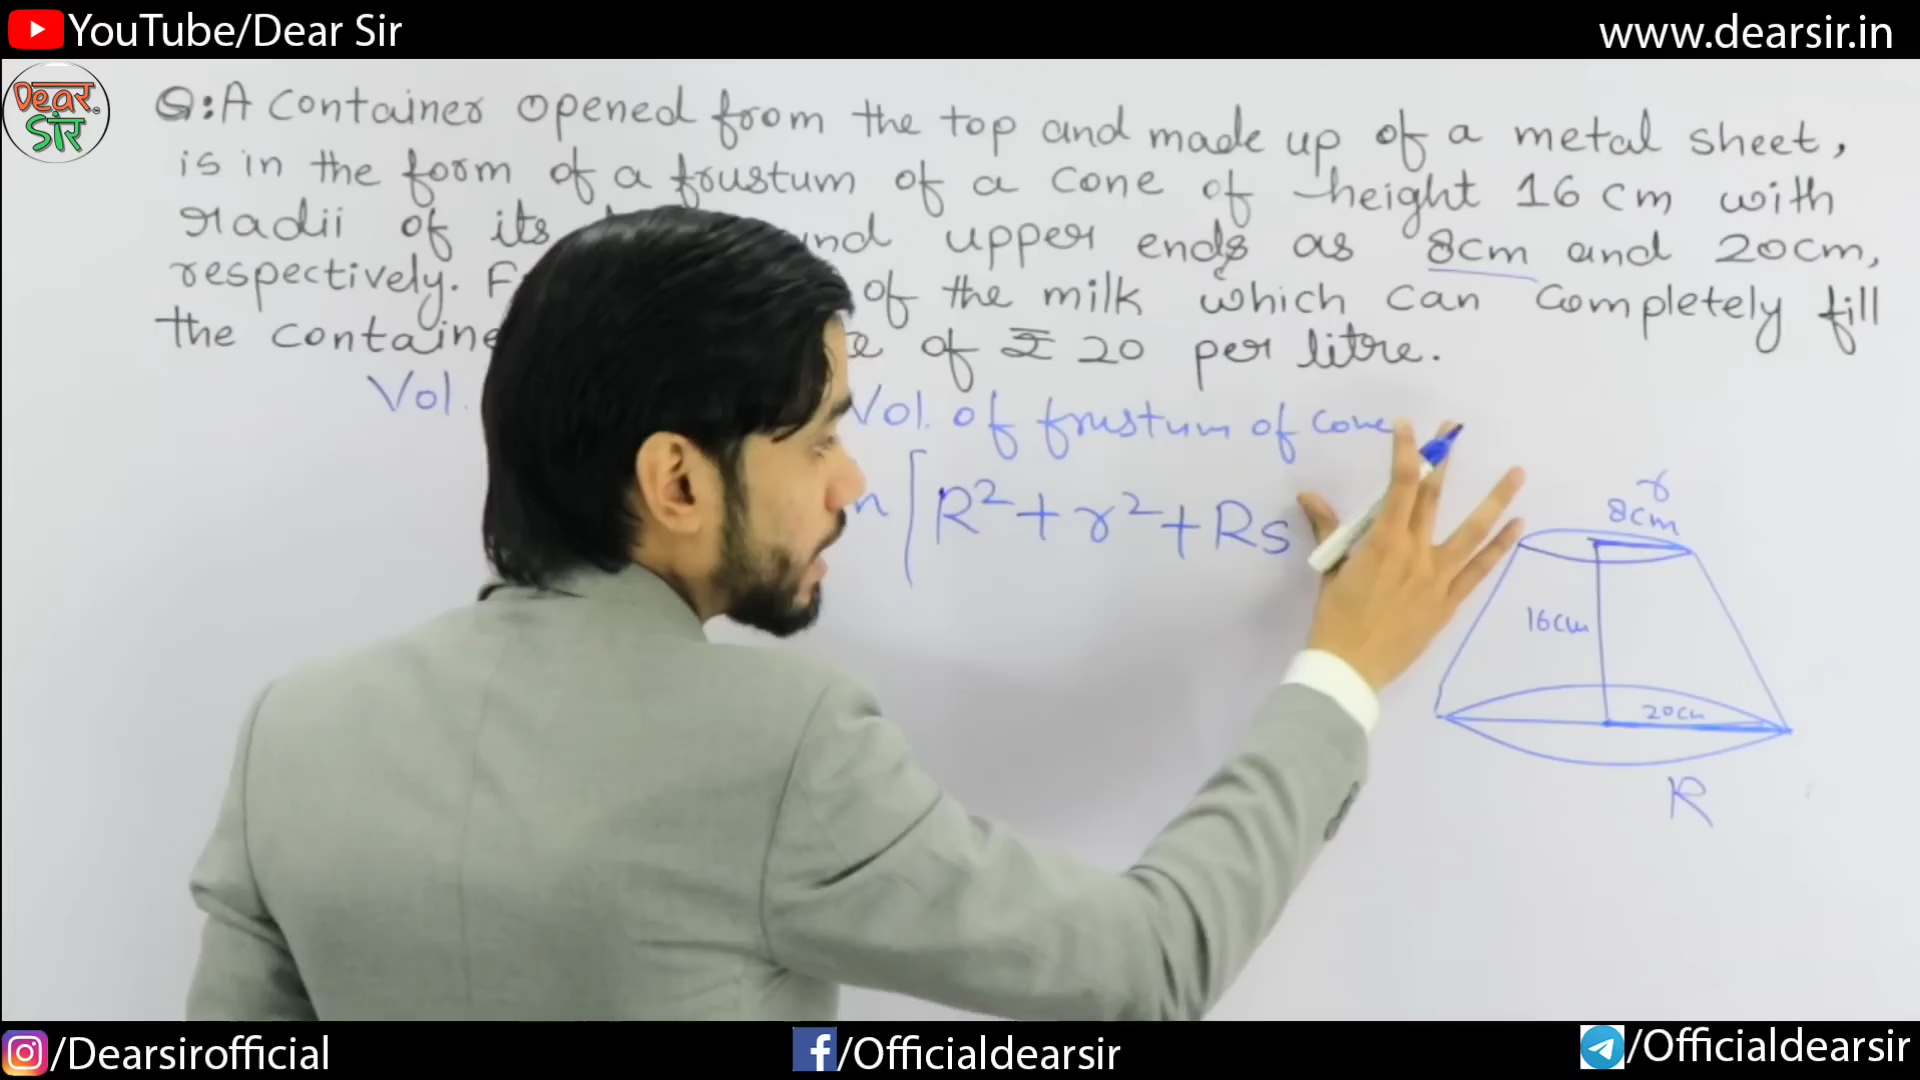 YouTube/Dear Sir
www.dearsir.in
Dear
सर
Q:A container opened from the top and made up of a metal sheet,
is in the form of a frustum of a cone of height 16 cm with
radii of its and upper ends as 8cm and 20cm,
respectively. of the milk which can completely fill
the of ₹ 20 per litre.
Vol. Vol. of frustum of cone
[R²+r²+R
r
8cm
16cm
20cm
R
/Dearsirofficial
/Officialdearsir
/Officialdearsir